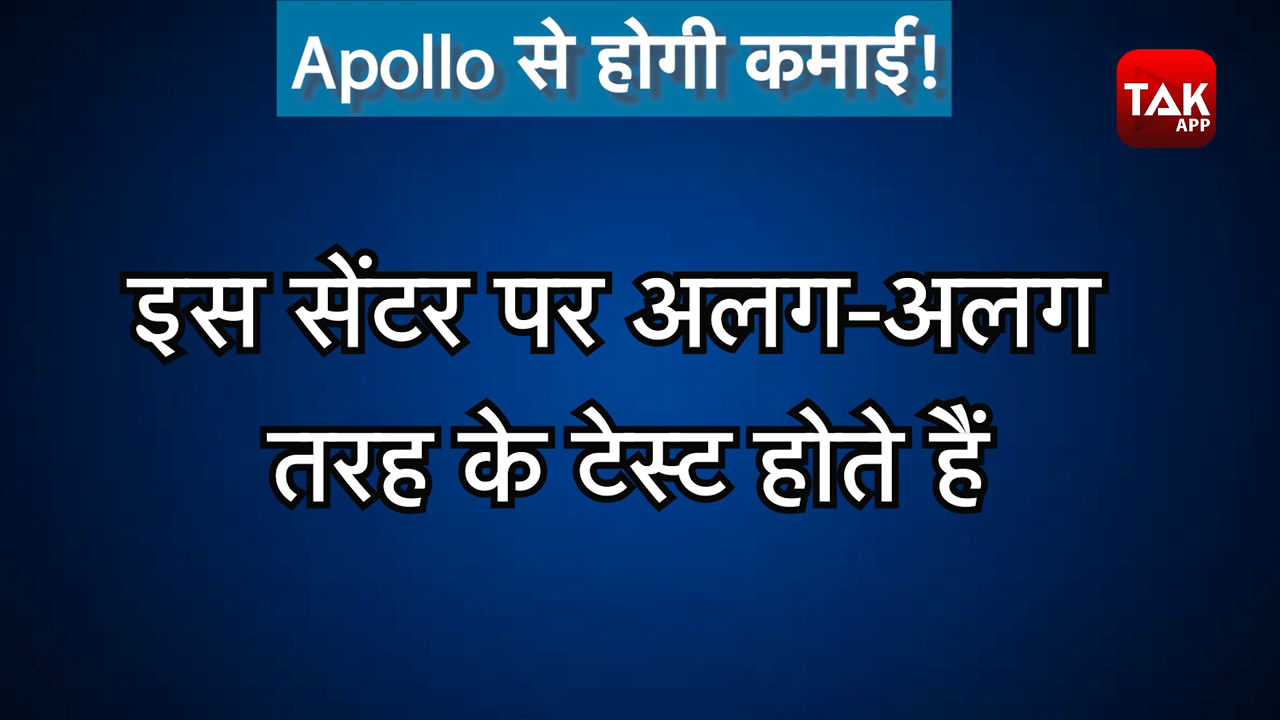 Apollo से होगी कमाई!
TAK
APP
इस सेंटर पर अलग-अलग
तरह के टेस्ट होते हैं